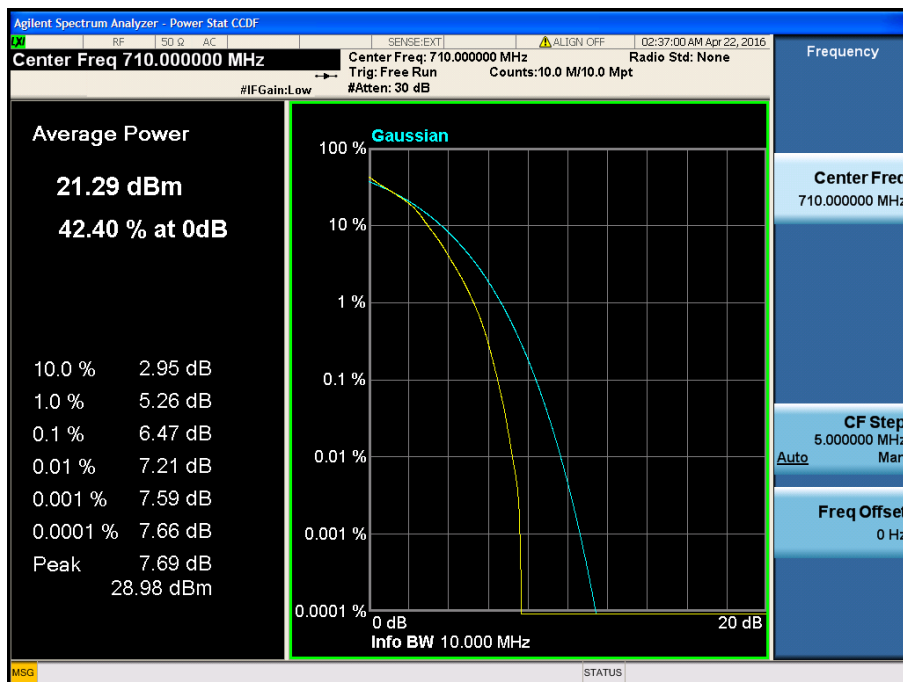 Agilent Spectrum Analyzer - Power Stat CCDF
LXI RF 50 Ω AC SENSE:EXT ALIGN OFF 02:37:00 AM Apr 22, 2016
Center Freq 710.000000 MHz
Center Freq: 710.000000 MHz Radio Std: None
Trig: Free Run Counts:10.0 M/10.0 Mpt
#IFGain:Low #Atten: 30 dB
Frequency
Average Power
21.29 dBm
42.40 % at 0dB
10.0 % 2.95 dB
1.0 % 5.26 dB
0.1 % 6.47 dB
0.01 % 7.21 dB
0.001 % 7.59 dB
0.0001 % 7.66 dB
Peak 7.69 dB
28.98 dBm
Gaussian
100 %
10 %
1 %
0.1 %
0.01 %
0.001 %
0.0001 %
0 dB 20 dB
Info BW 10.000 MHz
Center Freq
710.000000 MHz
CF Step
5.000000 MHz
Auto Man
Freq Offset
0 Hz
MSG STATUS